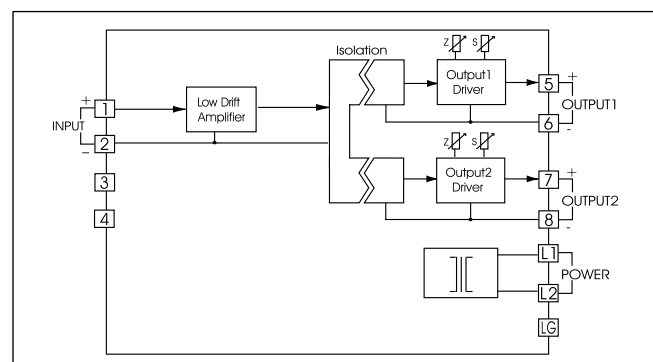 Isolation
Z S
Output1
Driver
5
+
OUTPUT1
6
-
+
1
INPUT
Low Drift
Amplifier
2
-
3
4
Z S
Output2
Driver
7
+
OUTPUT2
8
-
L1
POWER
L2
LG